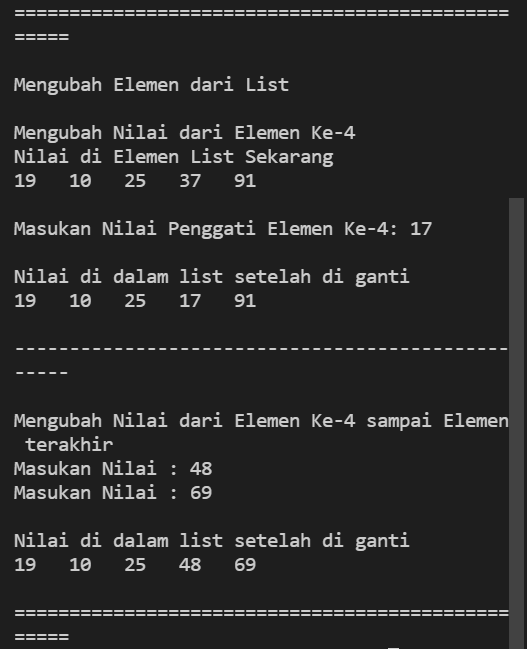 =============================================
=====
Mengubah Elemen dari List
Mengubah Nilai dari Elemen Ke-4
Nilai di Elemen List Sekarang
19   10   25   37   91
Masukan Nilai Penggati Elemen Ke-4: 17
Nilai di dalam list setelah di ganti
19   10   25   17   91
---------------------------------------------
-----
Mengubah Nilai dari Elemen Ke-4 sampai Elemen
 terakhir
Masukan Nilai : 48
Masukan Nilai : 69
Nilai di dalam list setelah di ganti
19   10   25   48   69
=============================================
=====